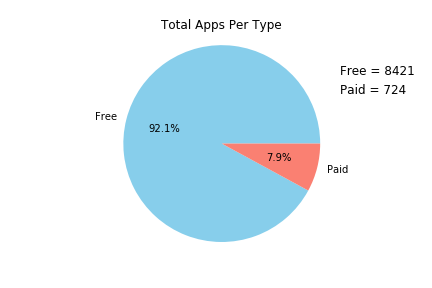 Total Apps Per Type
Free = 8421
Paid = 724
Free
92.1%
7.9%
Paid